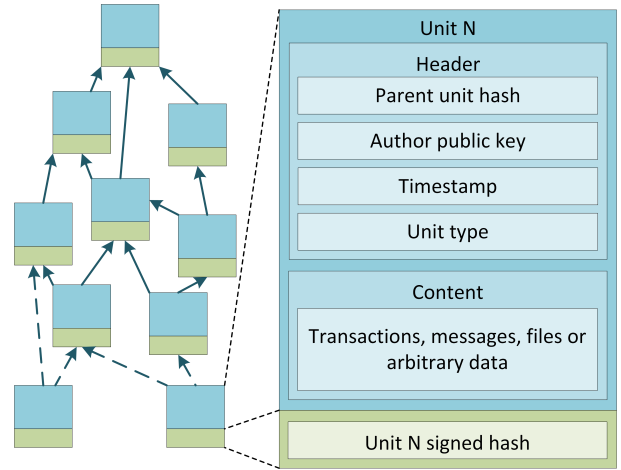 Unit N
Header
Parent unit hash
Author public key
Timestamp
Unit type
Content
Transactions, messages, files or
arbitrary data
Unit N signed hash